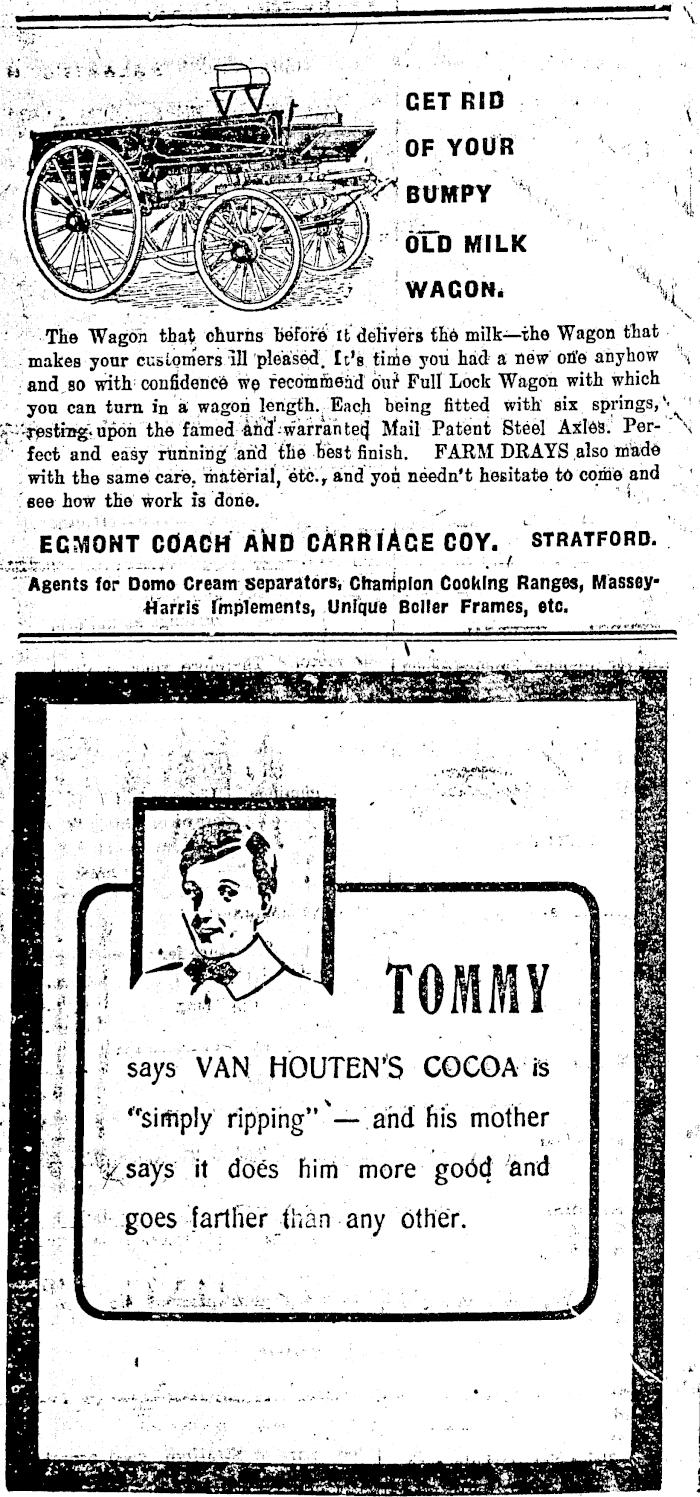 GET RID
OF YOUR
BUMPY
OLD MILK
WAGON.
The Wagon that churns before it delivers the milk—the Wagon that
makes your customers ill pleased. It's time you had a new one anyhow
and so with confidence we recommend our Full Lock Wagon with which
you can turn in a wagon length. Each being fitted with six springs,
resting upon the famed and warranted Mail Patent Steel Axles. Per-
fect and easy running and the best finish. FARM DRAYS also made
with the same care, material, etc., and you needn't hesitate to come and
see how the work is done.
EGMONT COACH AND CARRIAGE COY. STRATFORD.
Agents for Domo Cream Separators, Champion Cooking Ranges, Massey-
Harris Implements, Unique Boiler Frames, etc.
TOMMY
says VAN HOUTEN'S COCOA is
"simply ripping" — and his mother
says it does him more good and
goes farther than any other.